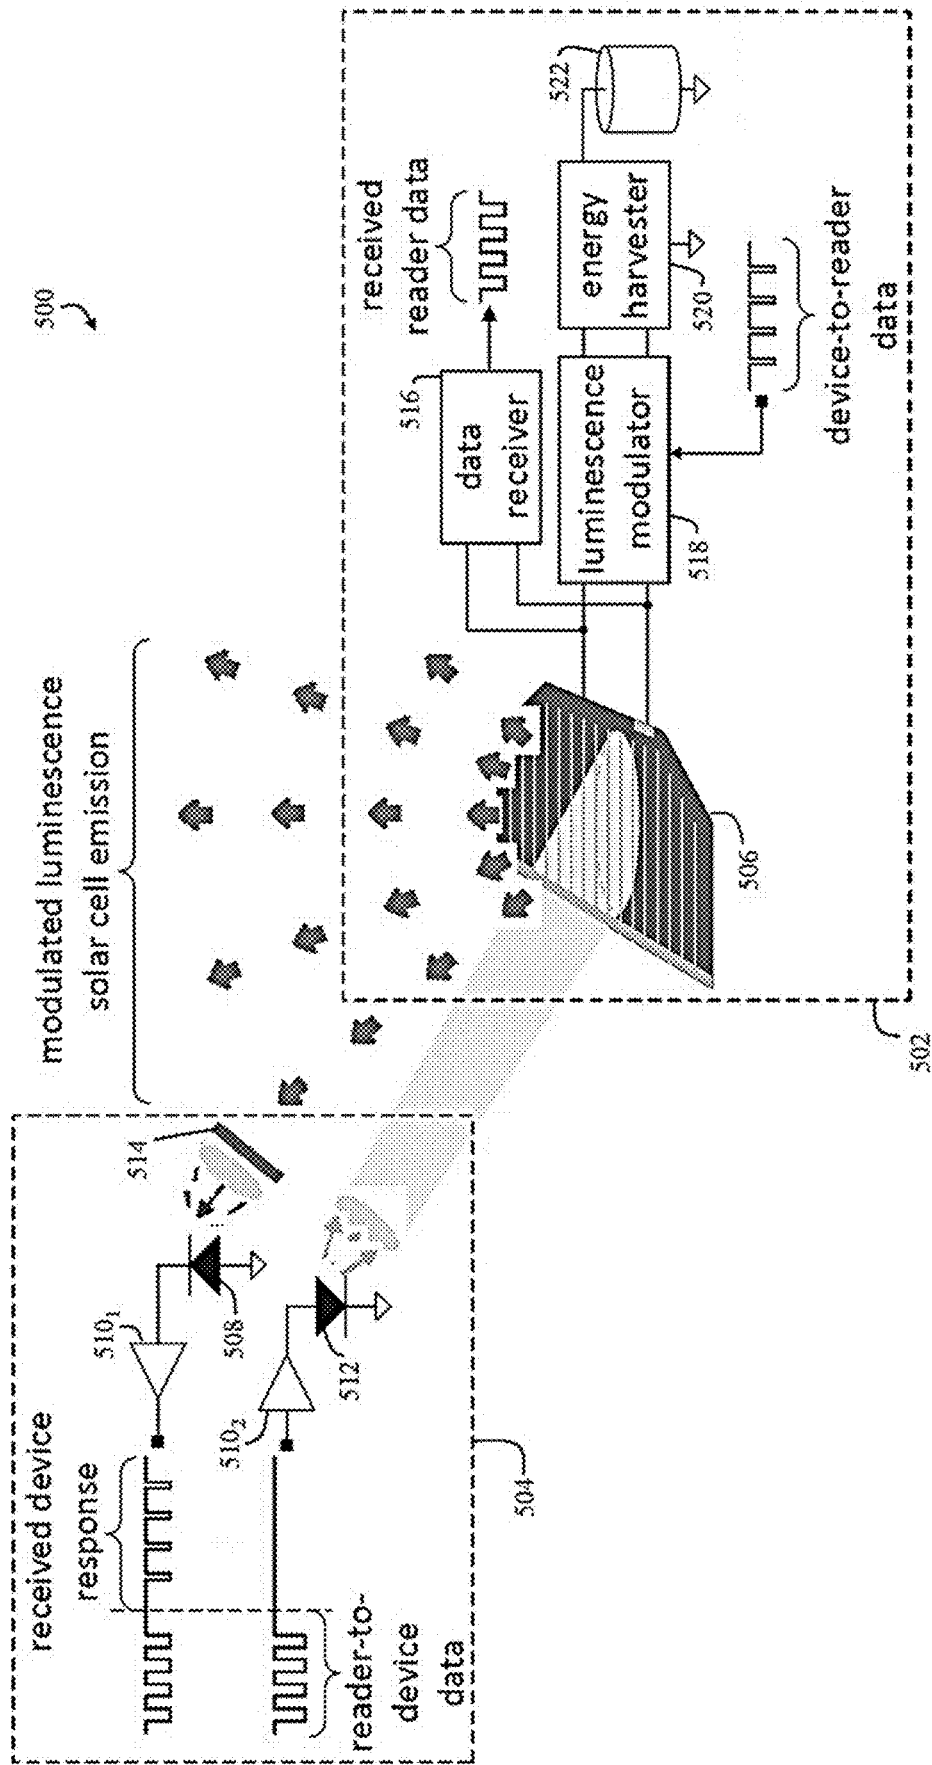 500
modulated luminescence
solar cell emission
received device
response
510₁
508
514
510₂
512
reader-to-
device
data
504
received
reader data
516
data
receiver
522
energy
harvester
520
luminescence
modulator
518
device-to-reader
data
506
502